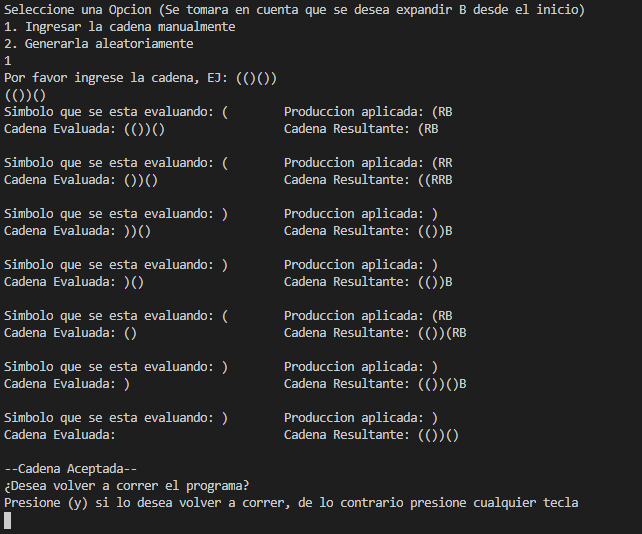 Seleccione una Opcion (Se tomara en cuenta que se desea expandir B desde el inicio)
1. Ingresar la cadena manualmente
2. Generarla aleatoriamente
1
Por favor ingrese la cadena, EJ: (()())
(())()
Simbolo que se esta evaluando: ( Produccion aplicada: (RB
Cadena Evaluada: (())() Cadena Resultante: (RB
Simbolo que se esta evaluando: ( Produccion aplicada: (RR
Cadena Evaluada: ())() Cadena Resultante: ((RRB
Simbolo que se esta evaluando: ) Produccion aplicada: )
Cadena Evaluada: ))() Cadena Resultante: (())B
Simbolo que se esta evaluando: ) Produccion aplicada: )
Cadena Evaluada: )() Cadena Resultante: (())B
Simbolo que se esta evaluando: ( Produccion aplicada: (RB
Cadena Evaluada: () Cadena Resultante: (())(RB
Simbolo que se esta evaluando: ) Produccion aplicada: )
Cadena Evaluada: ) Cadena Resultante: (())()B
Simbolo que se esta evaluando: ) Produccion aplicada: )
Cadena Evaluada: Cadena Resultante: (())()
--Cadena Aceptada--
¿Desea volver a correr el programa?
Presione (y) si lo desea volver a correr, de lo contrario presione cualquier tecla